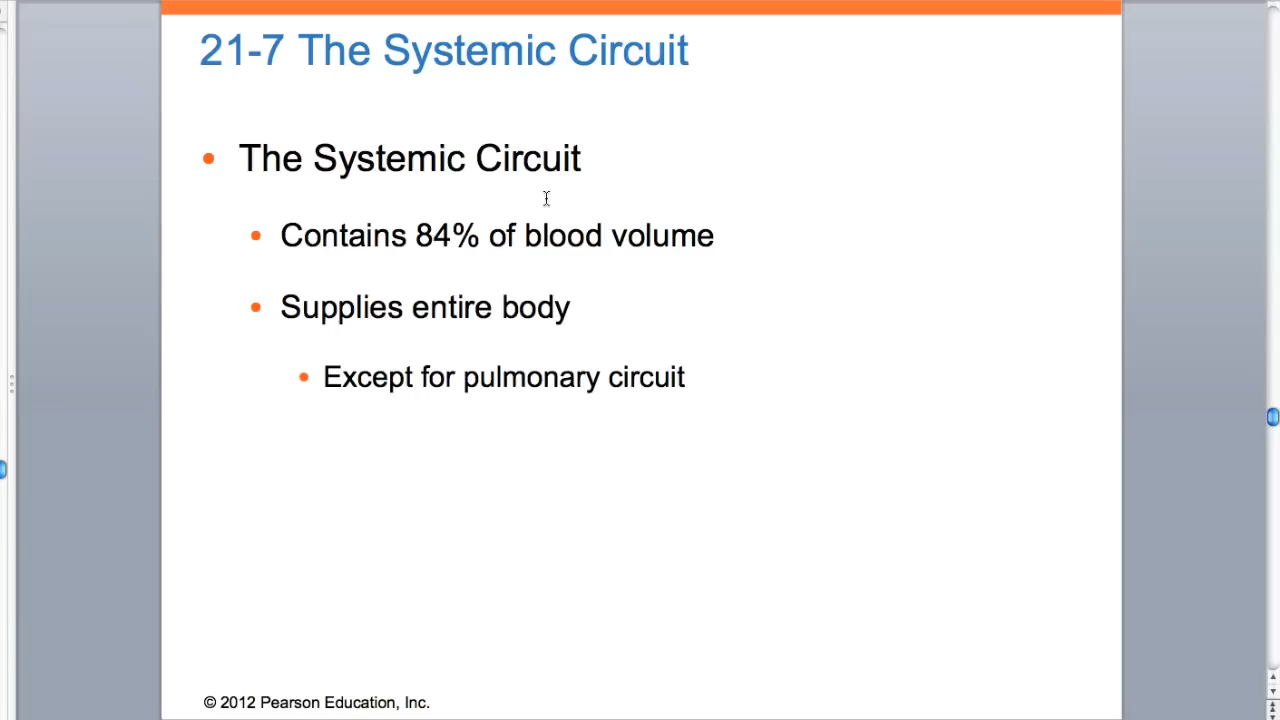 21-7 The Systemic Circuit
• The Systemic Circuit
• Contains 84% of blood volume
• Supplies entire body
• Except for pulmonary circuit
© 2012 Pearson Education, Inc.